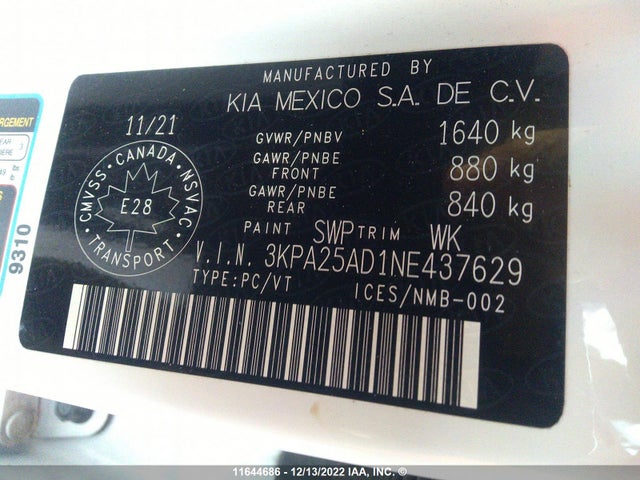 MANUFACTURED BY
KIA MEXICO S.A. DE C.V.
11/21
GVWR/PNBV 1640 kg
GAWR/PNBE FRONT 880 kg
GAWR/PNBE REAR 840 kg
CMVSS · CANADA · NSVAC · TRANSPORT ·
E28
PAINT SWP TRIM WK
V.I.N. 3KPA25AD1NE437629
TYPE:PC/VT ICES/NMB-002
9310
11644686 - 12/13/2022 IAA, INC. ©